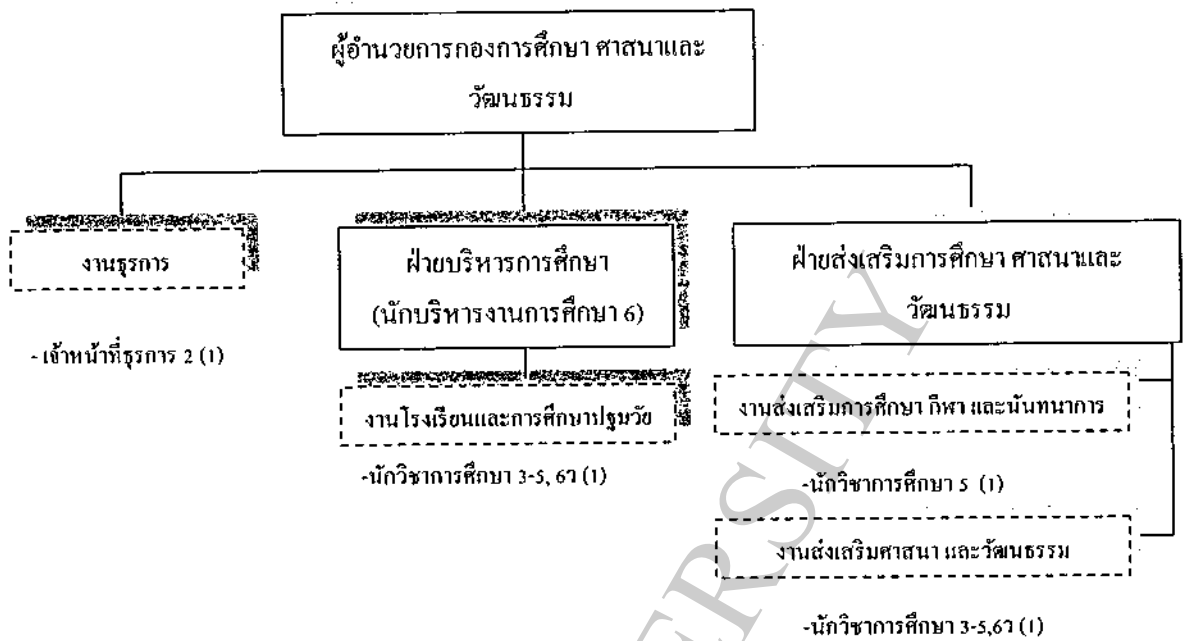 ผู้อำนวยการกองการศึกษา ศาสนาและ
วัฒนธรรม
งานธุรการ
- เจ้าหน้าที่ธุรการ 2 (1)
ฝ่ายบริหารการศึกษา
(นักบริหารงานการศึกษา 6)
งานโรงเรียนและการศึกษาปฐมวัย
-นักวิชาการศึกษา 3-5, 6ว (1)
ฝ่ายส่งเสริมการศึกษา ศาสนาและ
วัฒนธรรม
งานส่งเสริมการศึกษา กีฬา และนันทนาการ
-นักวิชาการศึกษา 5 (1)
งานส่งเสริมศาสนา และวัฒนธรรม
-นักวิชาการศึกษา 3-5,6ว (1)
ERSITY